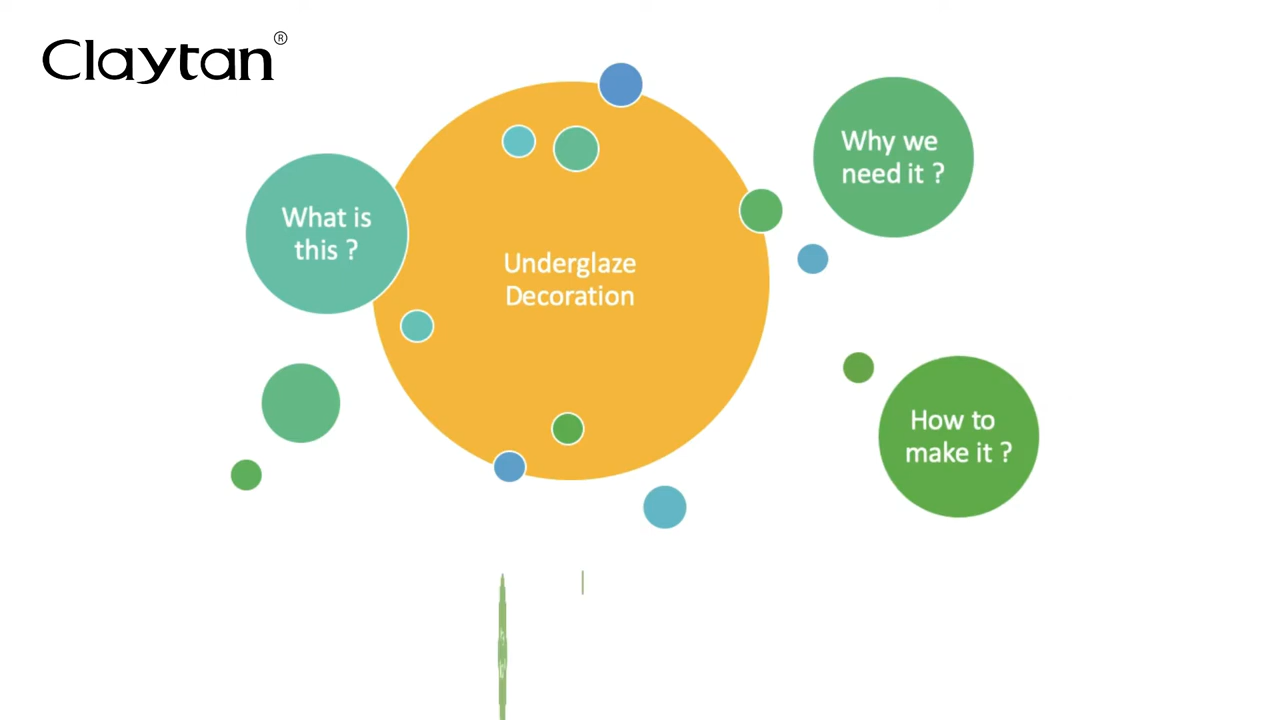 Claytan®
What is
this ?
Underglaze
Decoration
Why we
need it ?
How to
make it ?